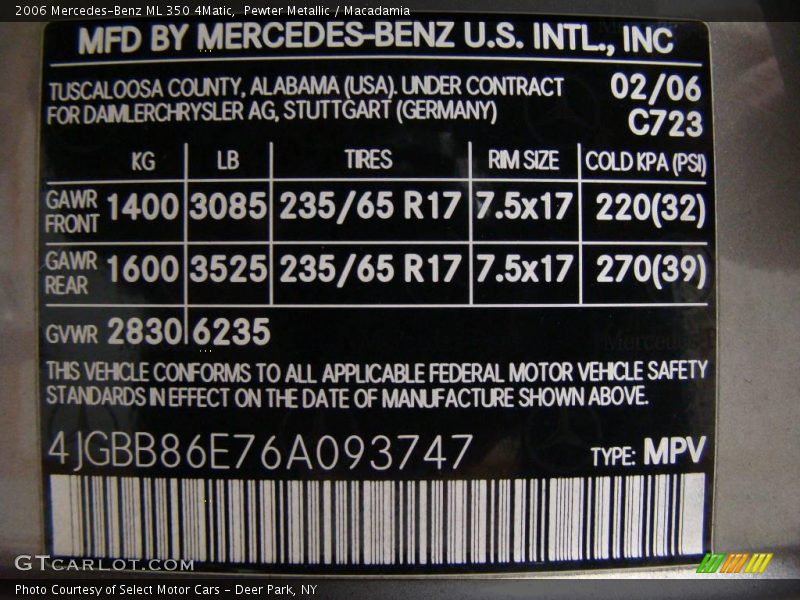 2006 Mercedes-Benz ML 350 4Matic, Pewter Metallic / Macadamia
MFD BY MERCEDES-BENZ U.S. INTL., INC
TUSCALOOSA COUNTY, ALABAMA (USA). UNDER CONTRACT 02/06
FOR DAIMLERCHRYSLER AG, STUTTGART (GERMANY) C723
KG LB TIRES RIM SIZE COLD KPA (PSI)
GAWR FRONT 1400 3085 235/65 R17 7.5x17 220(32)
GAWR REAR 1600 3525 235/65 R17 7.5x17 270(39)
GVWR 2830 6235
THIS VEHICLE CONFORMS TO ALL APPLICABLE FEDERAL MOTOR VEHICLE SAFETY
STANDARDS IN EFFECT ON THE DATE OF MANUFACTURE SHOWN ABOVE.
4JGBB86E76A093747 TYPE: MPV
GTCARLOT.COM
Photo Courtesy of Select Motor Cars - Deer Park, NY